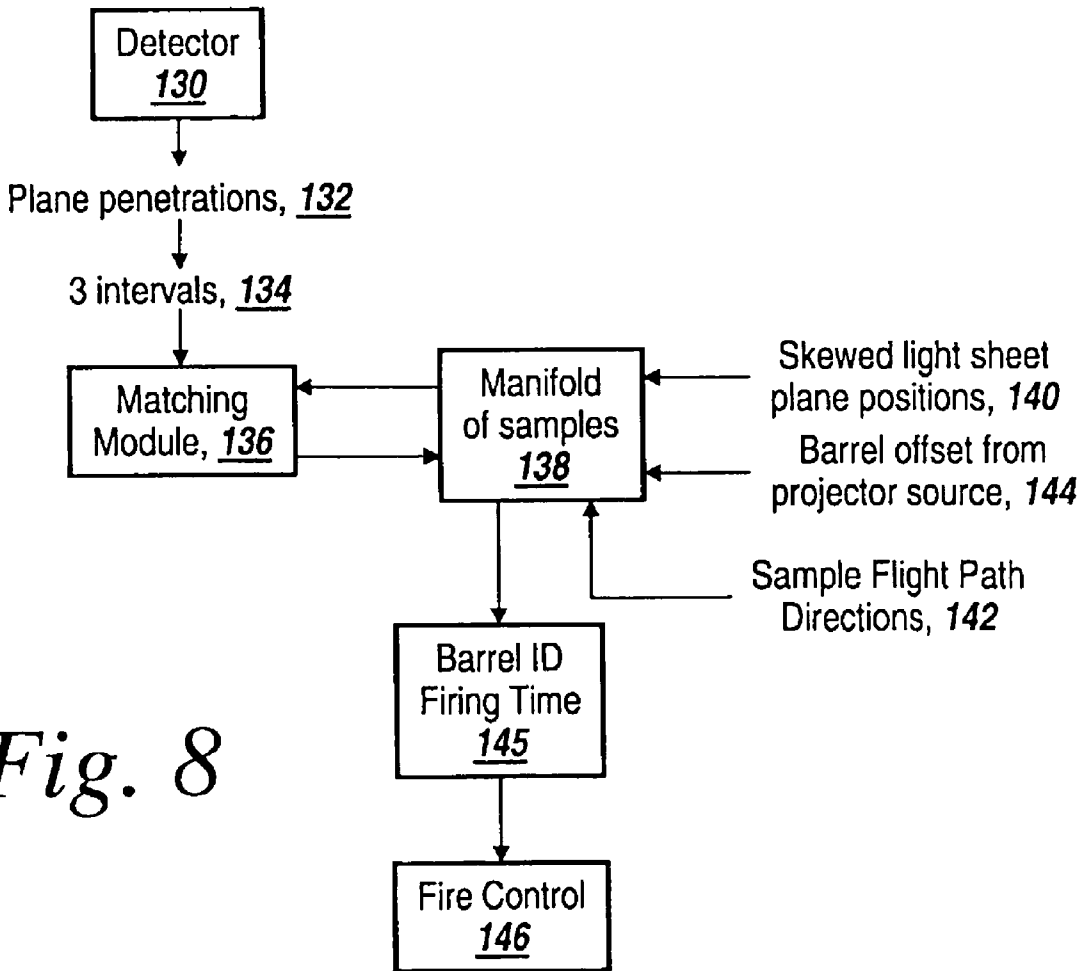 Detector
130
Plane penetrations, 132
3 intervals, 134
Matching
Module, 136
Manifold
of samples
138
Skewed light sheet
plane positions, 140
Barrel offset from
projector source, 144
Sample Flight Path
Directions, 142
Barrel ID
Firing Time
145
Fire Control
146
Fig. 8